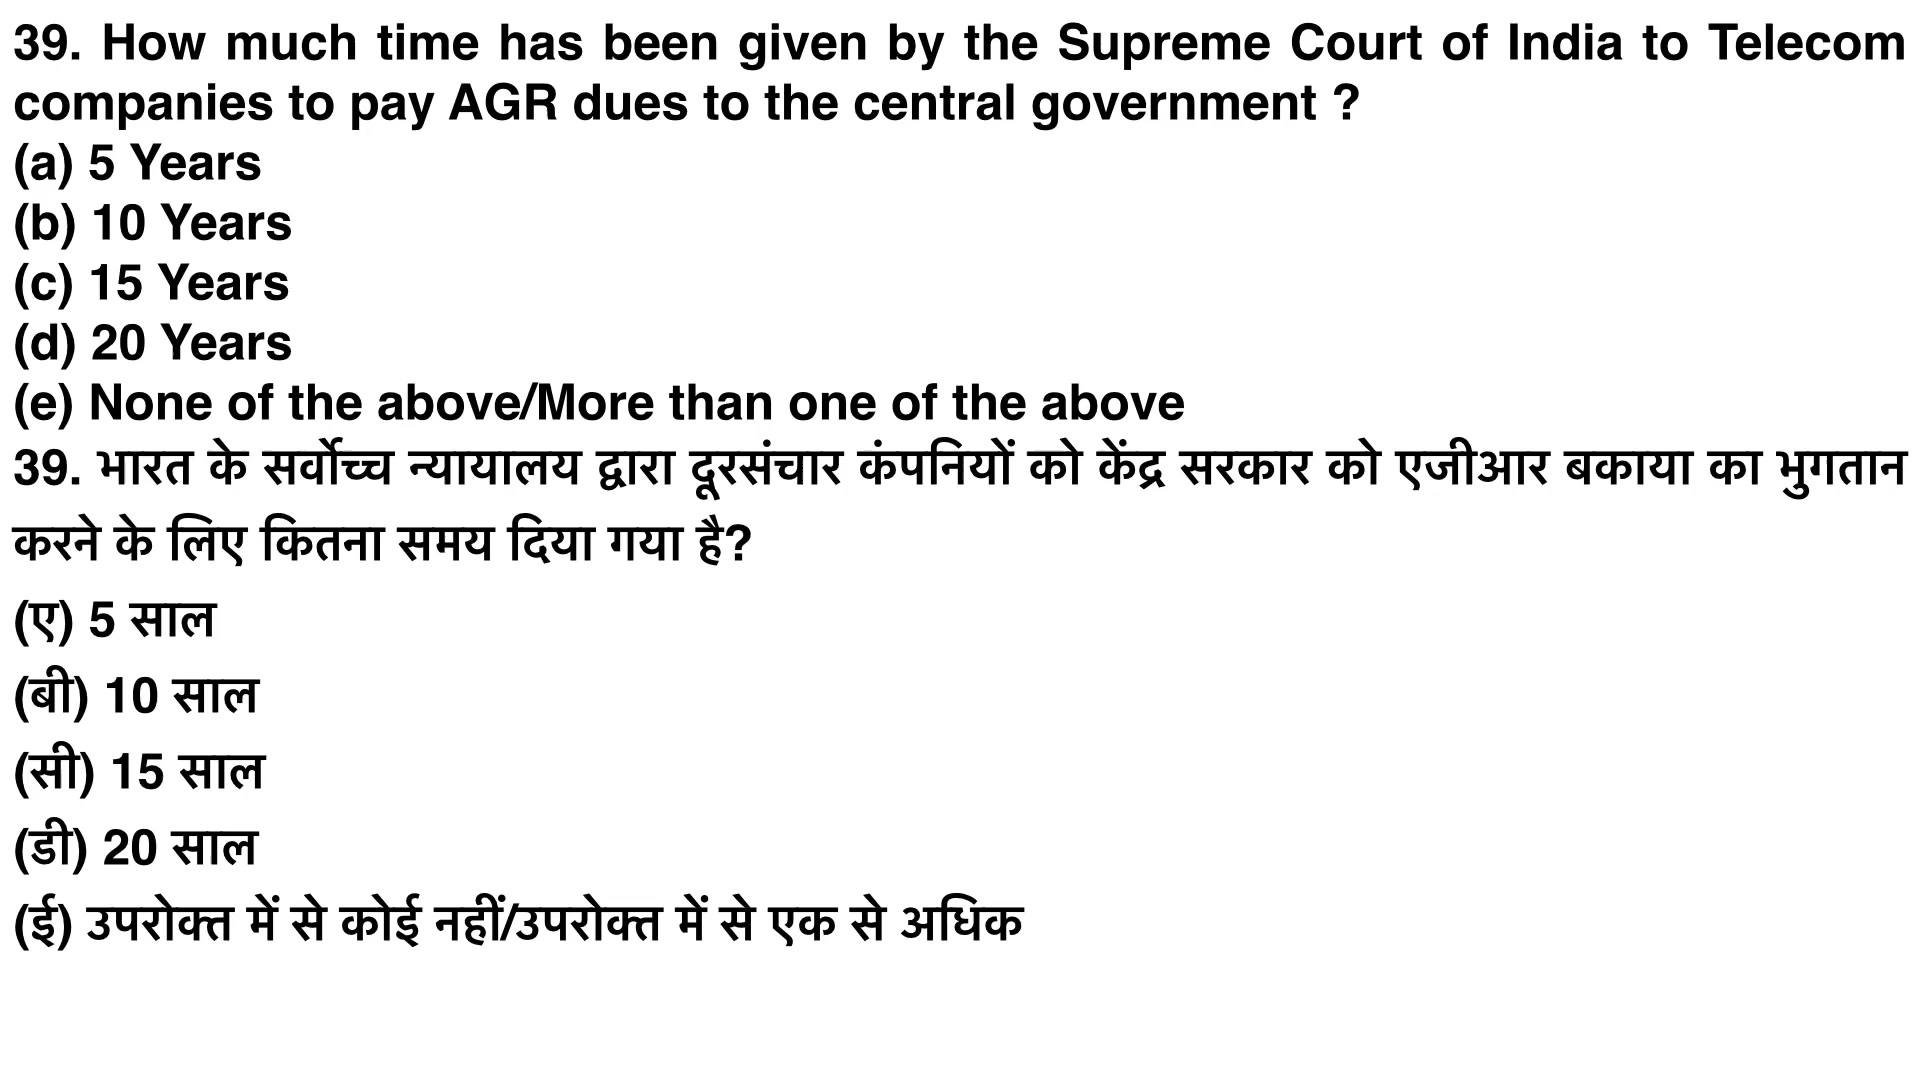 39. How much time has been given by the Supreme Court of India to Telecom
companies to pay AGR dues to the central government ?
(a) 5 Years
(b) 10 Years
(c) 15 Years
(d) 20 Years
(e) None of the above/More than one of the above
39. भारत के सर्वोच्च न्यायालय द्वारा दूरसंचार कंपनियों को केंद्र सरकार को एजीआर बकाया का भुगतान
करने के लिए कितना समय दिया गया है?
(ए) 5 साल
(बी) 10 साल
(सी) 15 साल
(डी) 20 साल
(ई) उपरोक्त में से कोई नहीं/उपरोक्त में से एक से अधिक